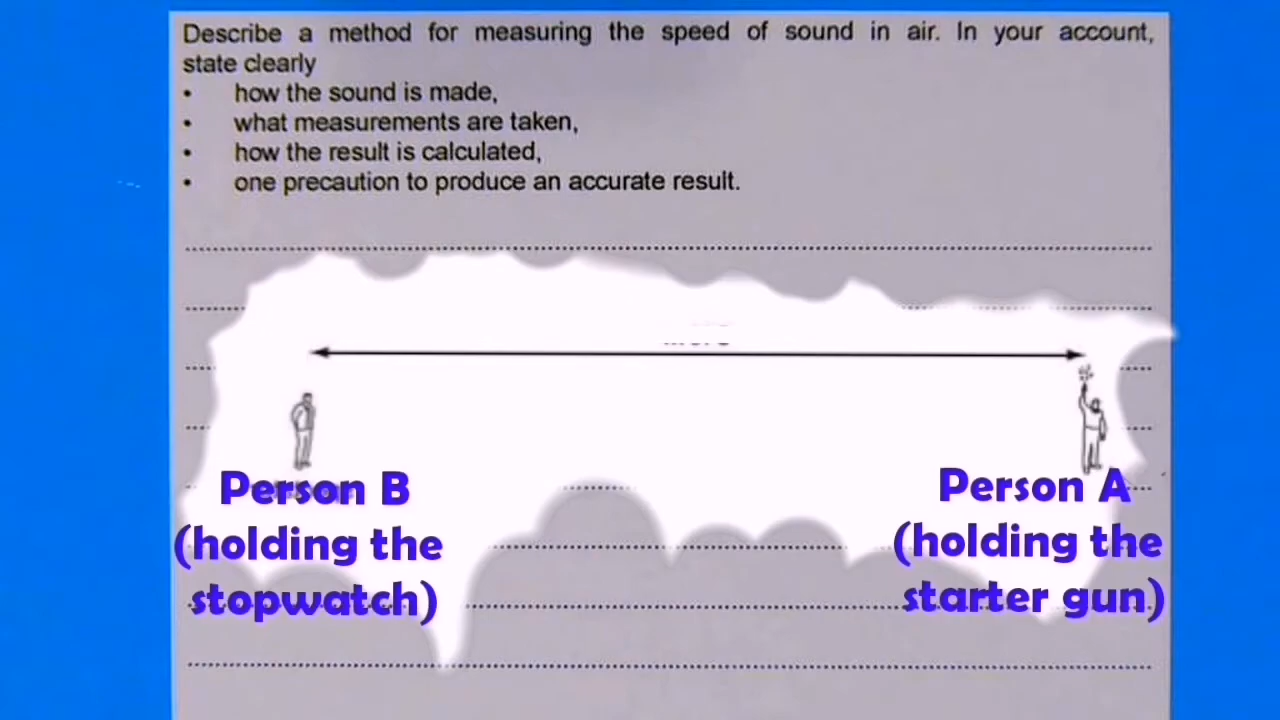 Describe a method for measuring the speed of sound in air. In your account,
state clearly
• how the sound is made,
• what measurements are taken,
• how the result is calculated,
• one precaution to produce an accurate result.
Person B
(holding the
stopwatch)
Person A
(holding the
starter gun)